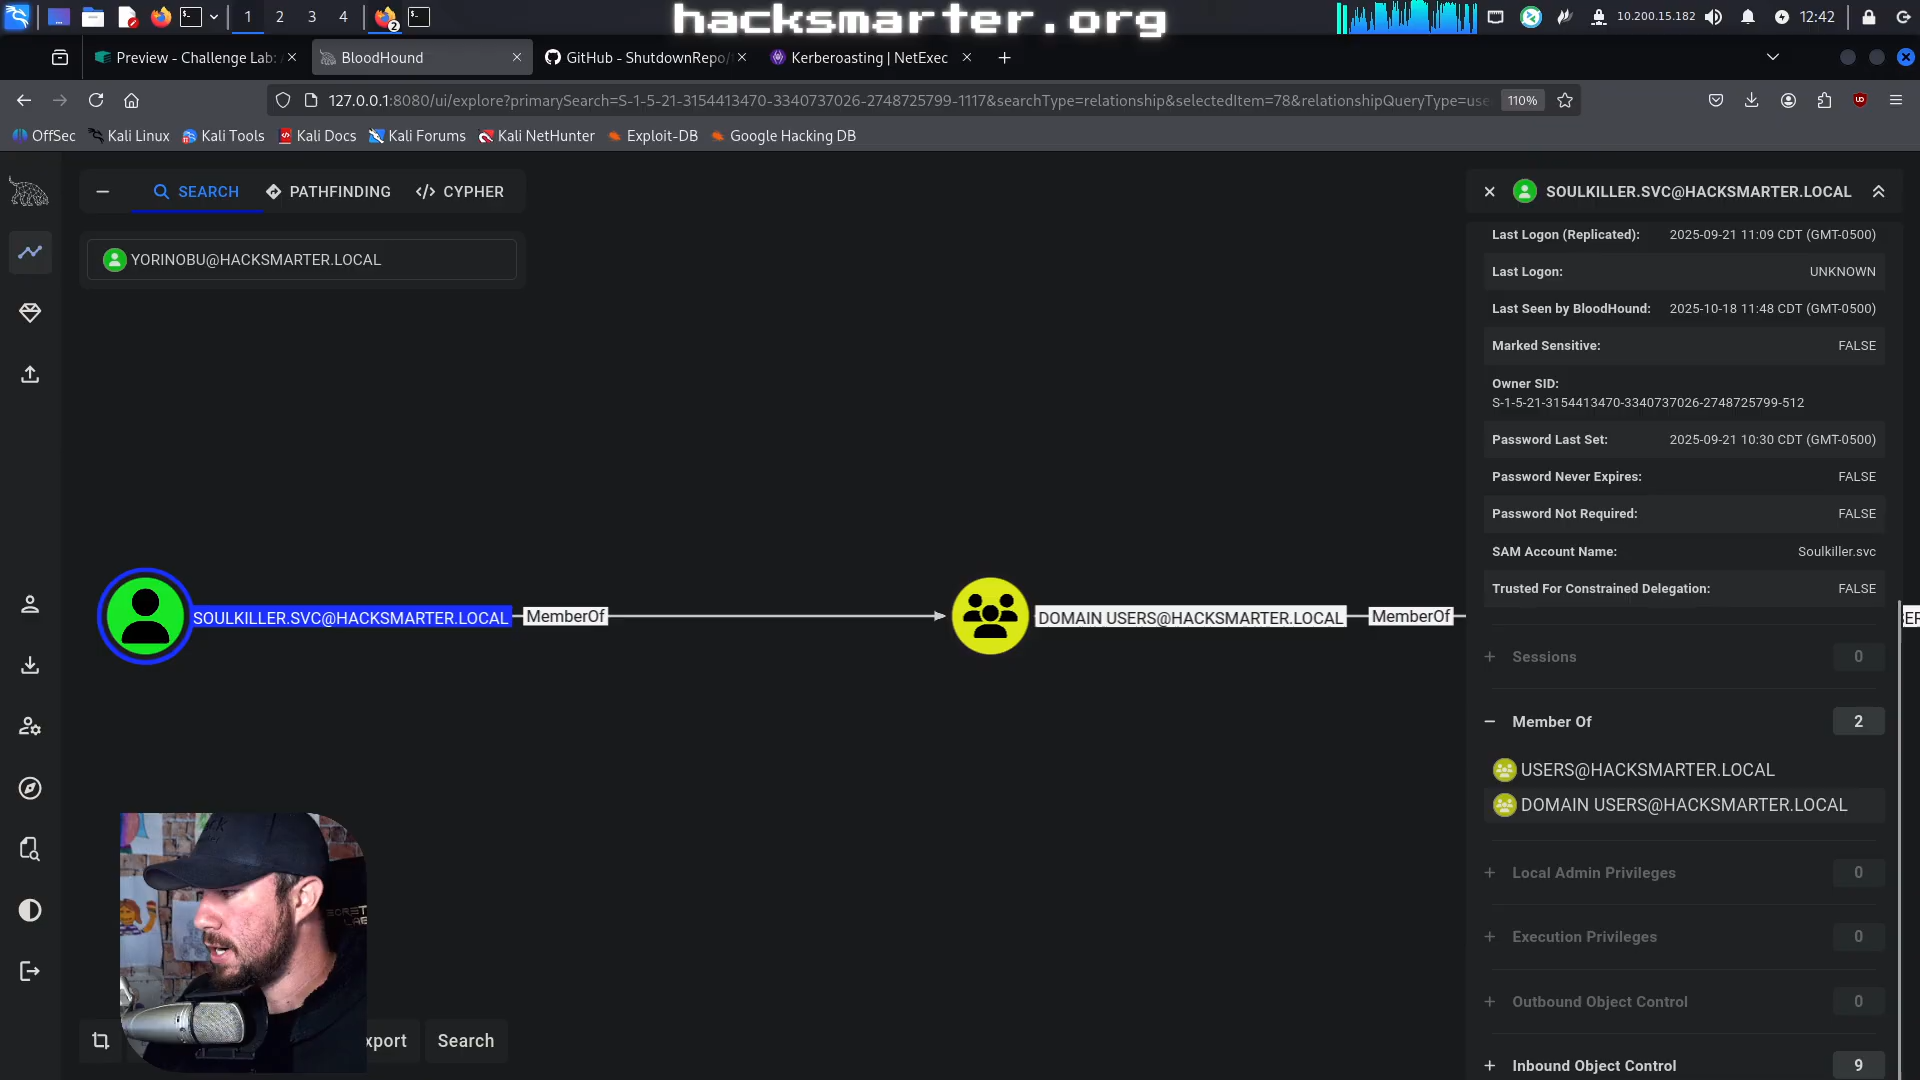 1
2
3
4
2
hacksmarter.org
10.200.15.182
12:42
Preview - Challenge Lab:
BloodHound
GitHub - ShutdownRepo/
Kerberoasting | NetExec
127.0.0.1:8080/ui/explore?primarySearch=S-1-5-21-3154413470-3340737026-2748725799-1117&searchType=relationship&selectedItem=78&relationshipQueryType=use
110%
OffSec
Kali Linux
Kali Tools
Kali Docs
Kali Forums
Kali NetHunter
Exploit-DB
Google Hacking DB
SEARCH
PATHFINDING
CYPHER
YORINOBU@HACKSMARTER.LOCAL
SOULKILLER.SVC@HACKSMARTER.LOCAL
MemberOf
DOMAIN USERS@HACKSMARTER.LOCAL
MemberOf
SOULKILLER.SVC@HACKSMARTER.LOCAL
Last Logon (Replicated): 2025-09-21 11:09 CDT (GMT-0500)
Last Logon: UNKNOWN
Last Seen by BloodHound: 2025-10-18 11:48 CDT (GMT-0500)
Marked Sensitive: FALSE
Owner SID:
S-1-5-21-3154413470-3340737026-2748725799-512
Password Last Set: 2025-09-21 10:30 CDT (GMT-0500)
Password Never Expires: FALSE
Password Not Required: FALSE
SAM Account Name: Soulkiller.svc
Trusted For Constrained Delegation: FALSE
Sessions 0
Member Of 2
USERS@HACKSMARTER.LOCAL
DOMAIN USERS@HACKSMARTER.LOCAL
Local Admin Privileges 0
Execution Privileges 0
Outbound Object Control 0
Inbound Object Control 9
xport
Search